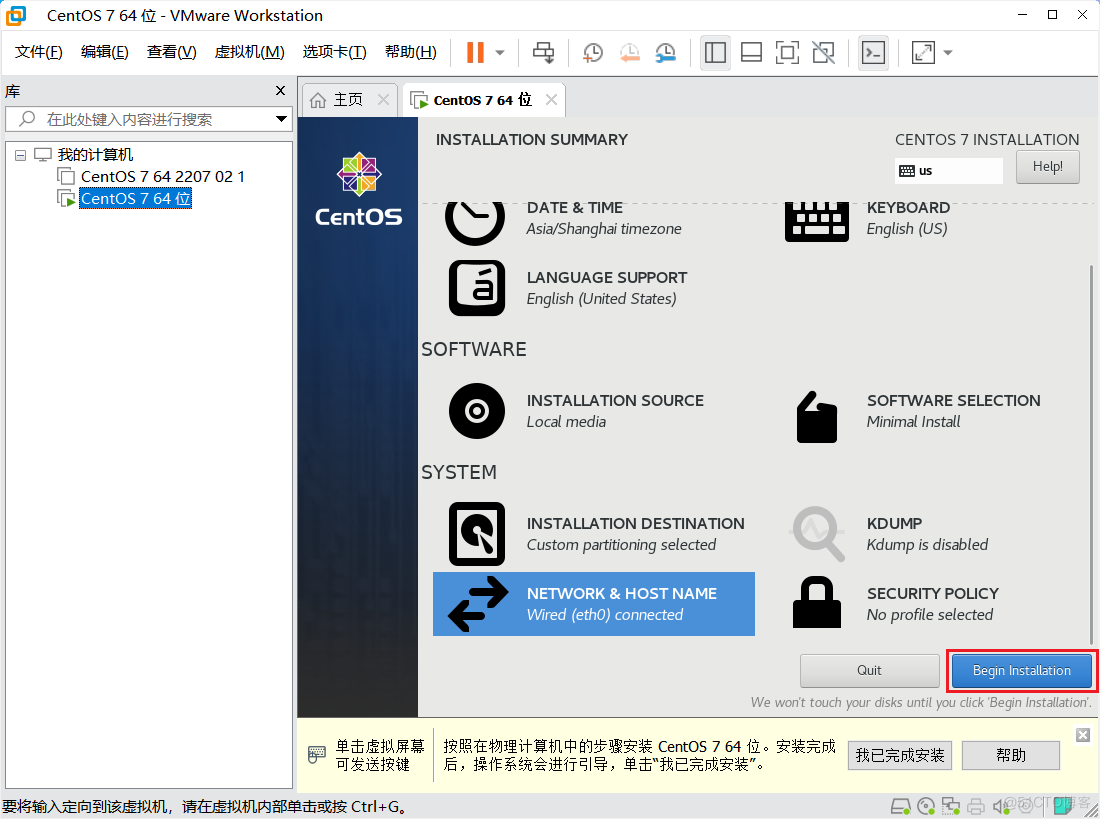 CentOS 7 64 位 - VMware Workstation
文件(F) 编辑(E) 查看(V) 虚拟机(M) 选项卡(T) 帮助(H)
库
在此处键入内容进行搜索
我的计算机
CentOS 7 64 2207 02 1
CentOS 7 64 位
主页
CentOS 7 64 位
CentOS
INSTALLATION SUMMARY
CENTOS 7 INSTALLATION
us
Help!
DATE & TIME
Asia/Shanghai timezone
KEYBOARD
English (US)
LANGUAGE SUPPORT
English (United States)
SOFTWARE
INSTALLATION SOURCE
Local media
SOFTWARE SELECTION
Minimal Install
SYSTEM
INSTALLATION DESTINATION
Custom partitioning selected
KDUMP
Kdump is disabled
NETWORK & HOST NAME
Wired (eth0) connected
SECURITY POLICY
No profile selected
Quit
Begin Installation
We won't touch your disks until you click 'Begin Installation'.
单击虚拟屏幕
可发送按键
按照在物理计算机中的步骤安装 CentOS 7 64 位。安装完成
后，操作系统会进行引导，单击“我已完成安装”。
我已完成安装
帮助
要将输入定向到该虚拟机，请在虚拟机内部单击或按 Ctrl+G。
@51CTO博客